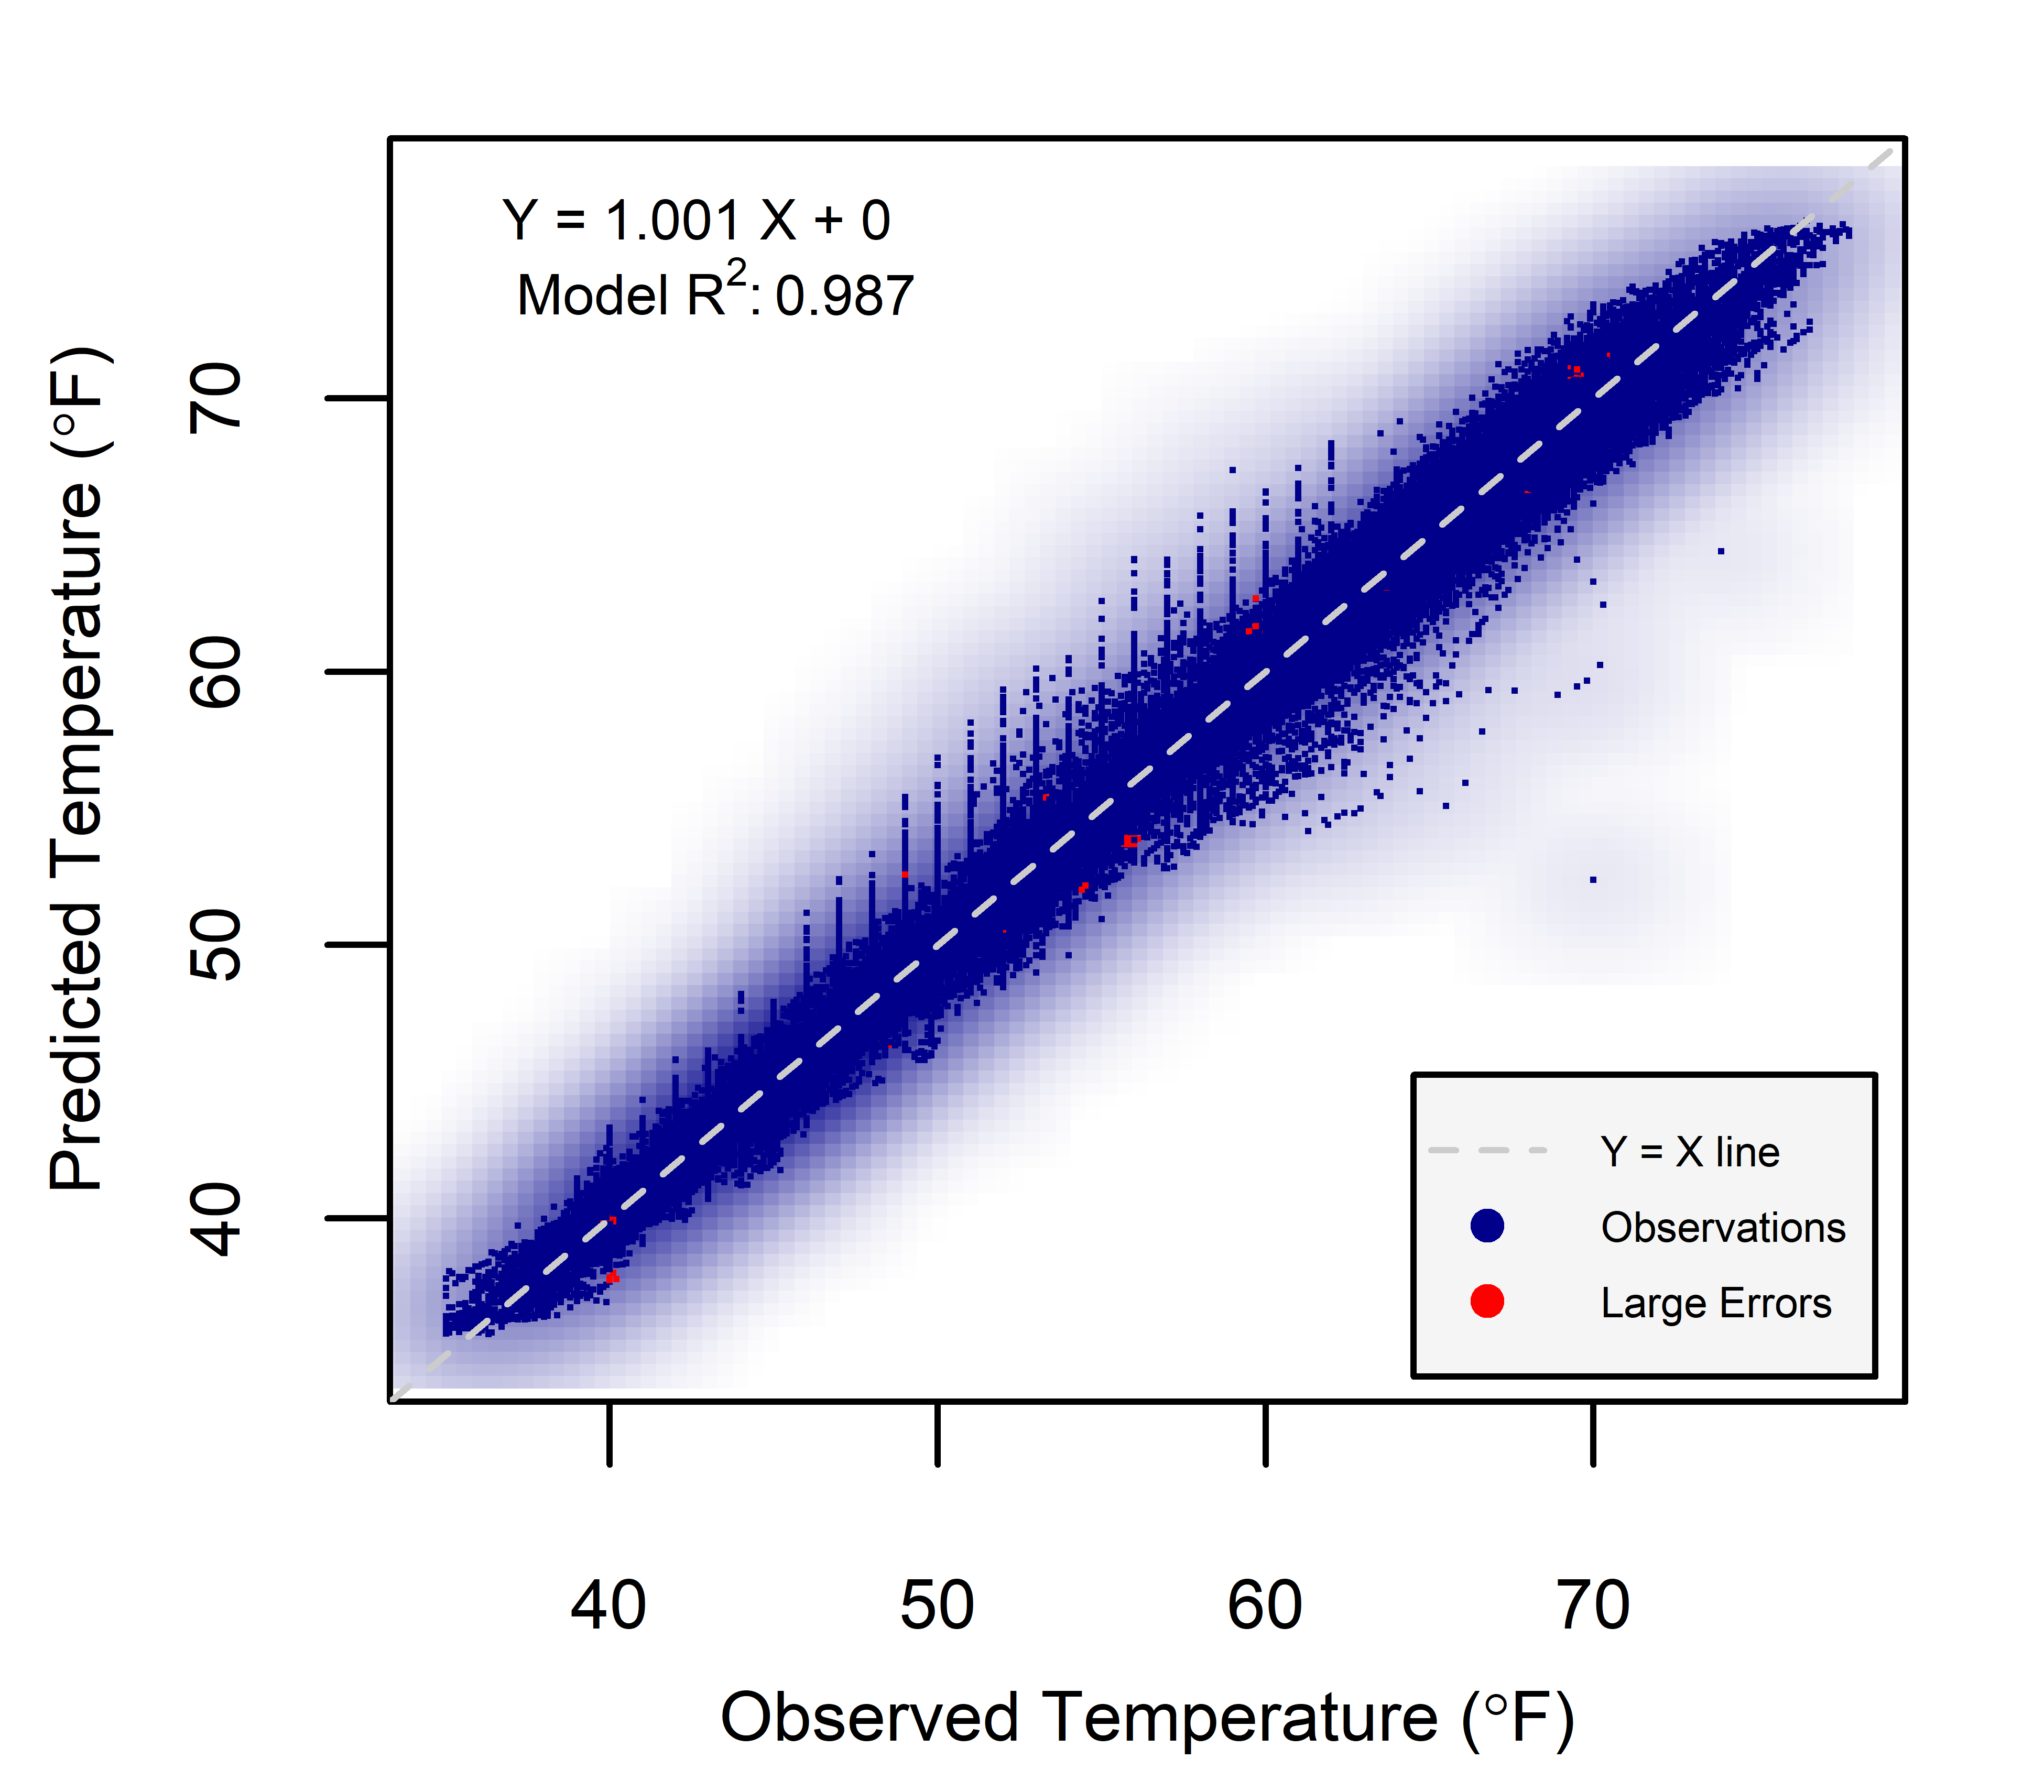 Y = 1.001 X + 0
Model R²: 0.987
Predicted Temperature (°F)
70
60
50
40
Y = X line
Observations
Large Errors
40 50 60 70
Observed Temperature (°F)